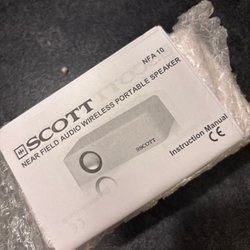 NFA 10
SCOTT
NEAR FIELD AUDIO WIRELESS PORTABLE SPEAKER
SCOTT
Instruction Manual
CE